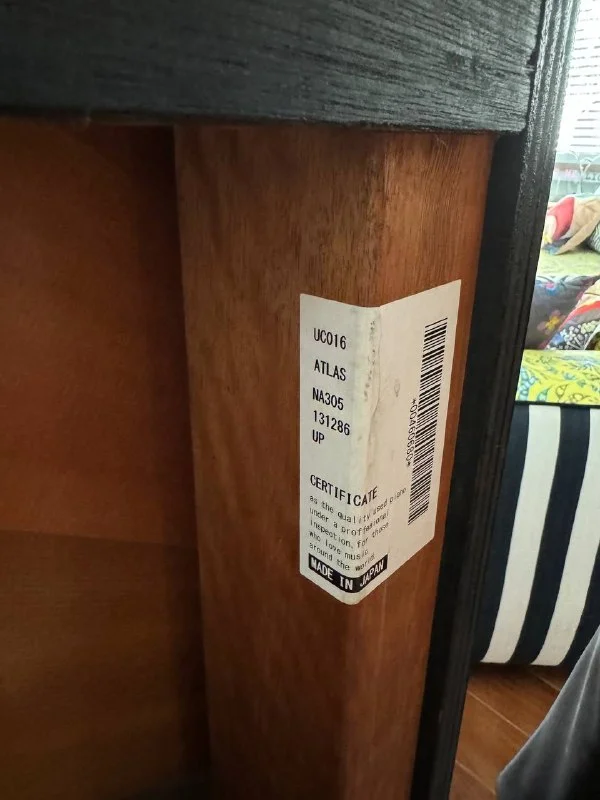 UC016
ATLAS
NA305
131286
UP
CERTIFICATE
as the quality used piano
under a professional
inspection, for those
who love music
around the world
MADE IN JAPAN